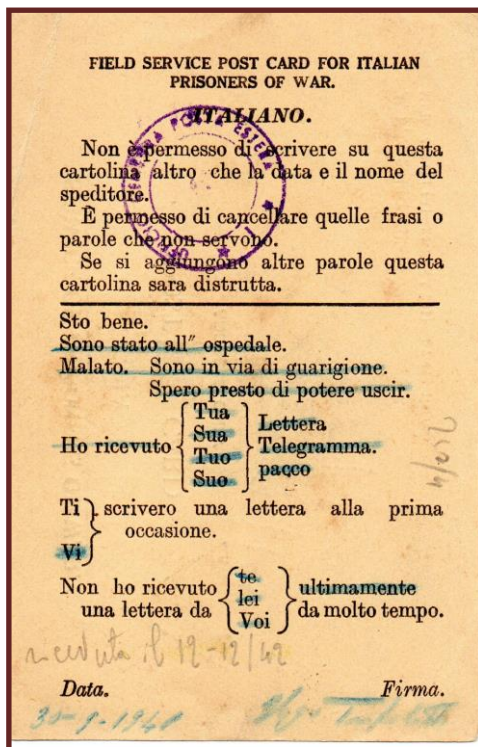 FIELD SERVICE POST CARD FOR ITALIAN
PRISONERS OF WAR.
ITALIANO.
Non è permesso di scrivere su questa
cartolina altro che la data e il nome del
speditore.
È permesso di cancellare quelle frasi o
parole che non servono.
Se si aggiungono altre parole questa
cartolina sara distrutta.
POSTA ESTERA
Sto bene.
Sono stato all" ospedale.
Malato. Sono in via di guarigione.
Spero presto di potere uscir.
Tua
Sua
Ho ricevuto
Tuo
Suo
Lettera
Telegramma.
pacco
Ti
Vi
scrivero una lettera alla prima
occasione.
Non ho ricevuto
una lettera da
te
lei
Voi
ultimamente
da molto tempo.
ricevuta il 12-12/42
Data.
Firma.